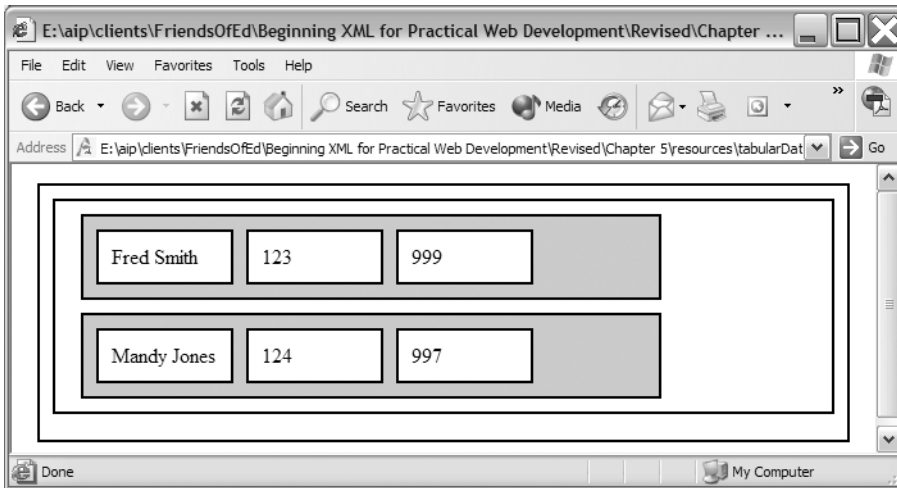 E:\aip\clients\FriendsOfEd\Beginning XML for Practical Web Development\Revised\Chapter ...
File Edit View Favorites Tools Help
Back Search Favorites Media »
Address E:\aip\clients\FriendsOfEd\Beginning XML for Practical Web Development\Revised\Chapter 5\resources\tabularDat Go
Fred Smith 123 999
Mandy Jones 124 997
Done My Computer